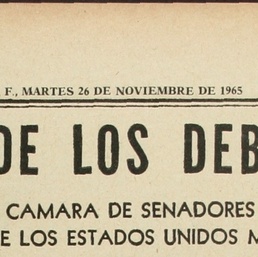 F., MARTES 26 DE NOVIEMBRE DE 1965
DE LOS DEB
CAMARA DE SENADORES
E LOS ESTADOS UNIDOS M